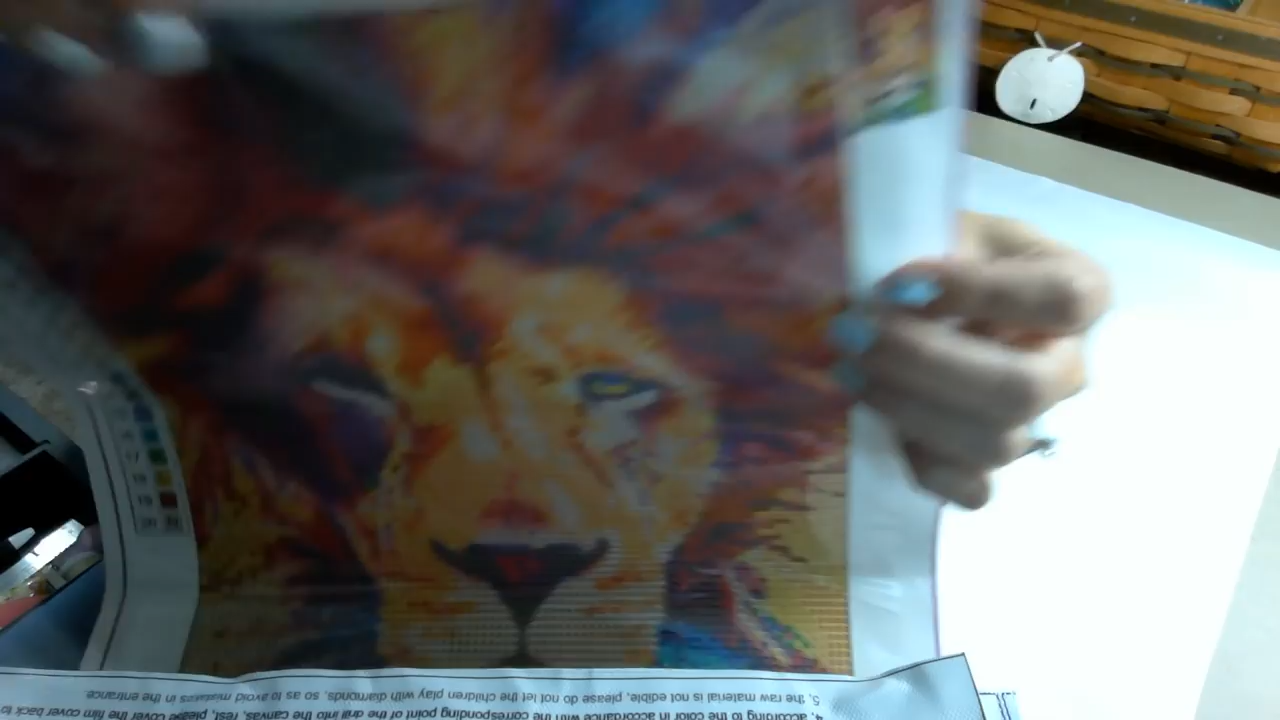 4, according to the color in accordance with the corresponding point of the drill into the canvas, rest, please cover the film cover back to
5, the raw material is not edible, please do not let the children play with diamonds, so as to avoid mistakes in the entrance.